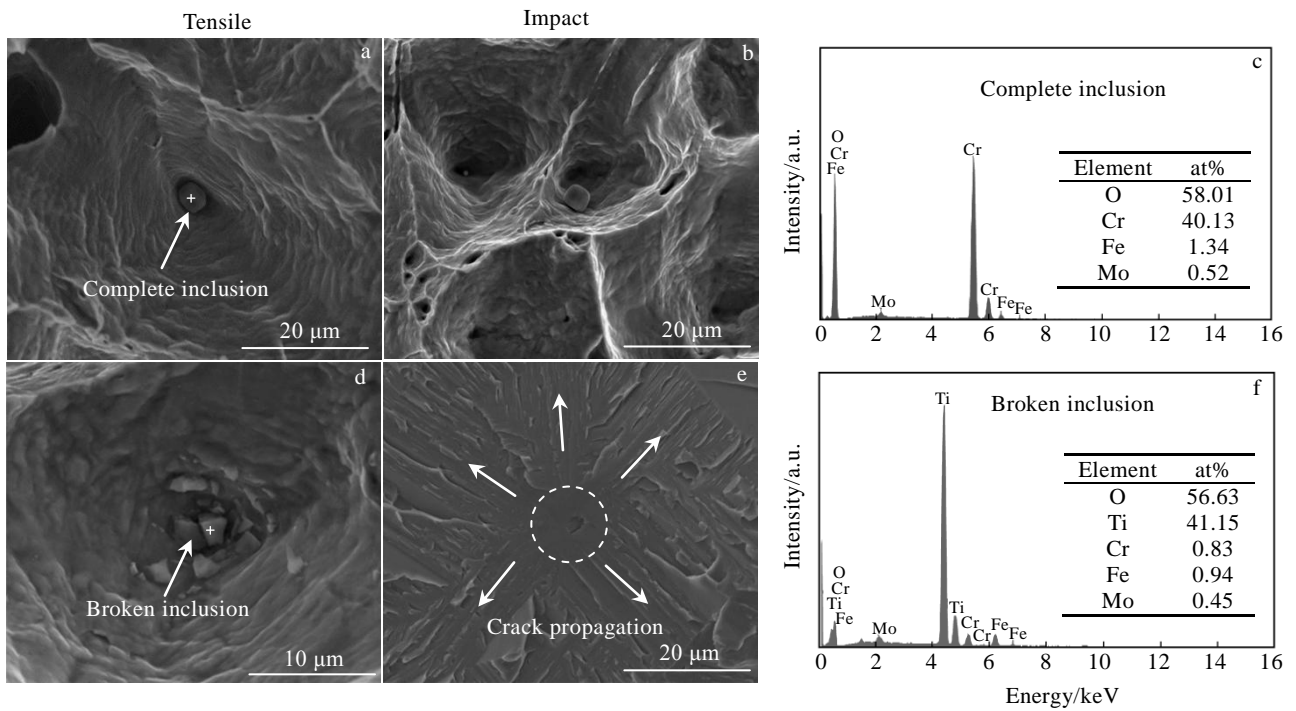 Tensile
Impact
a
Complete inclusion
20 μm
b
20 μm
c
Complete inclusion
Intensity/a.u.
O
Cr
Fe
Mo
Cr
Cr
Fe
Fe
Element at%
O 58.01
Cr 40.13
Fe 1.34
Mo 0.52
0 2 4 6 8 10 12 14 16
d
Broken inclusion
10 μm
e
Crack propagation
20 μm
f
Broken inclusion
Intensity/a.u.
O
Cr
Ti
Fe
Mo
Ti
Ti
Cr
Cr
Fe
Fe
Element at%
O 56.63
Ti 41.15
Cr 0.83
Fe 0.94
Mo 0.45
0 2 4 6 8 10 12 14 16
Energy/keV